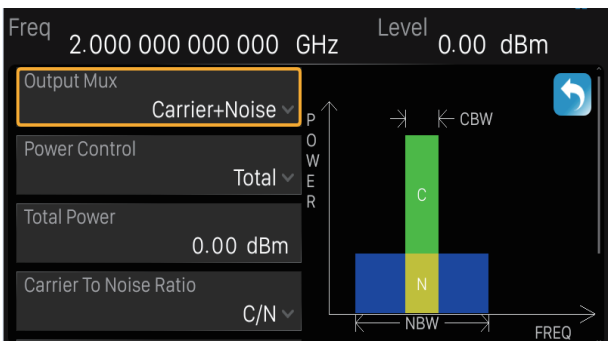 Freq
2.000 000 000 000 GHz
Level
0.00 dBm
Output Mux
Carrier+Noise
Power Control
Total
Total Power
0.00 dBm
Carrier To Noise Ratio
C/N
POWER
CBW
C
N
NBW
FREQ